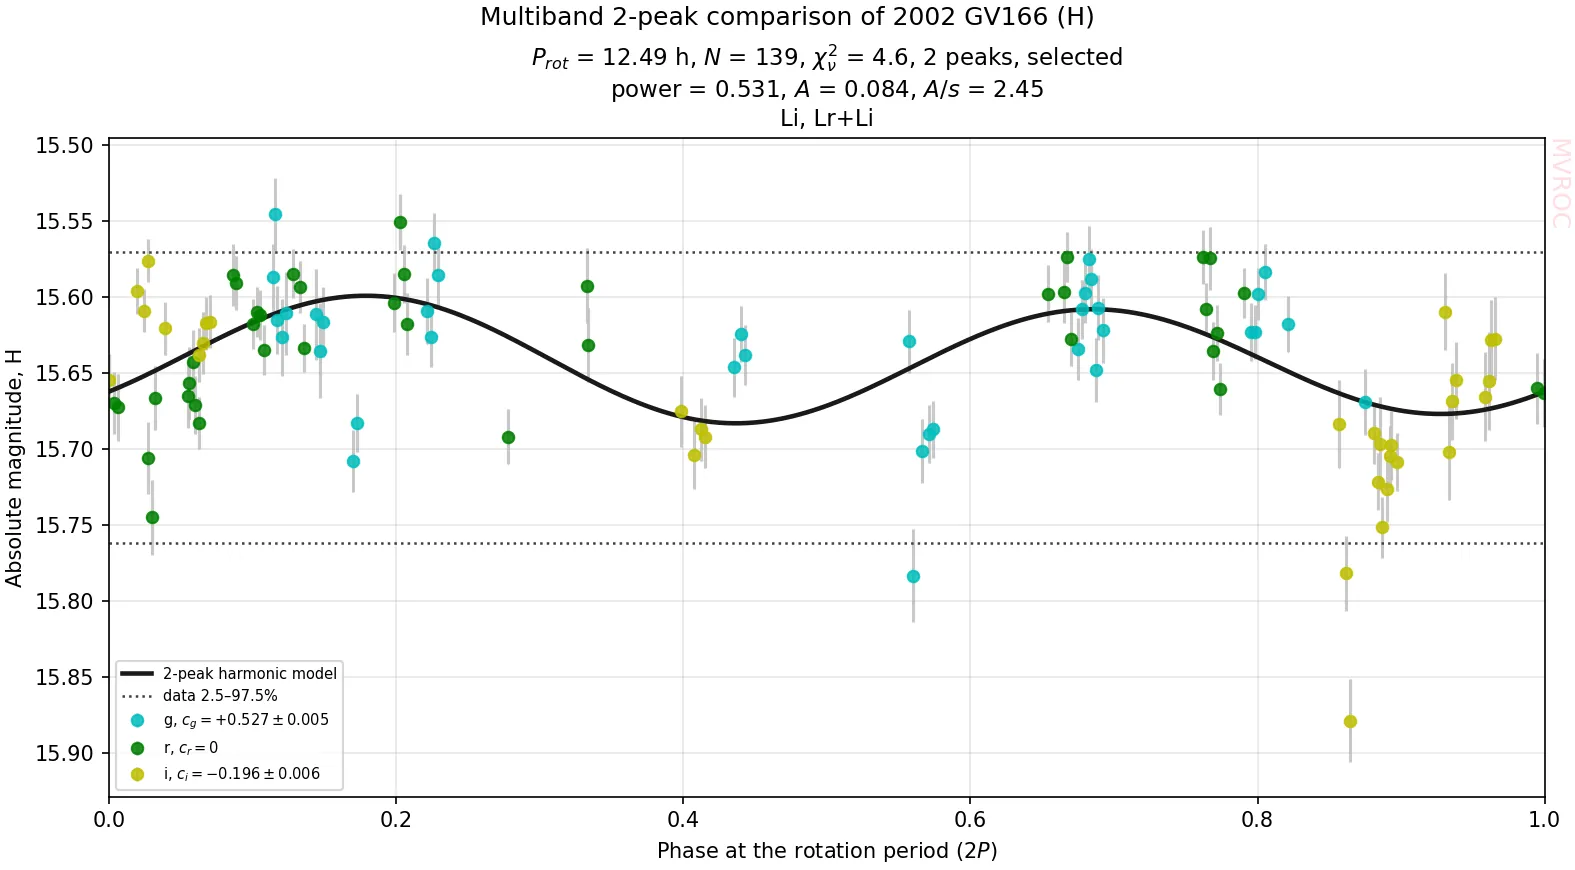 Multiband 2-peak comparison of 2002 GV166 (H)
P_rot = 12.49 h, N = 139, χ²_ν = 4.6, 2 peaks, selected
power = 0.531, A = 0.084, A/s = 2.45
Li, Lr+Li
MVROC
Absolute magnitude, H
15.50
15.55
15.60
15.65
15.70
15.75
15.80
15.85
15.90
2-peak harmonic model
data 2.5–97.5%
g, c_g = +0.527 ± 0.005
r, c_r = 0
i, c_i = −0.196 ± 0.006
0.0 0.2 0.4 0.6 0.8 1.0
Phase at the rotation period (2P)